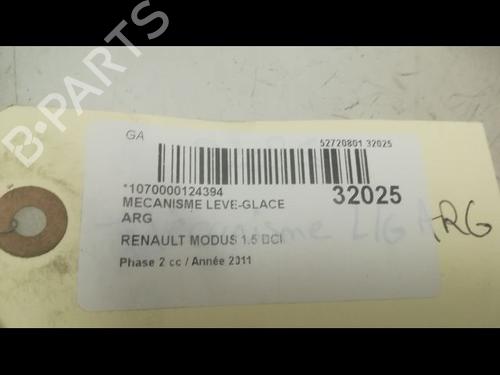 B-PARTS
GA
52720801 32025
*1070000124394
MECANISME LEVE-GLACE
ARG
32025
RENAULT MODUS 1.5 DCI
Phase 2 cc / Année 2011
L/G ARG